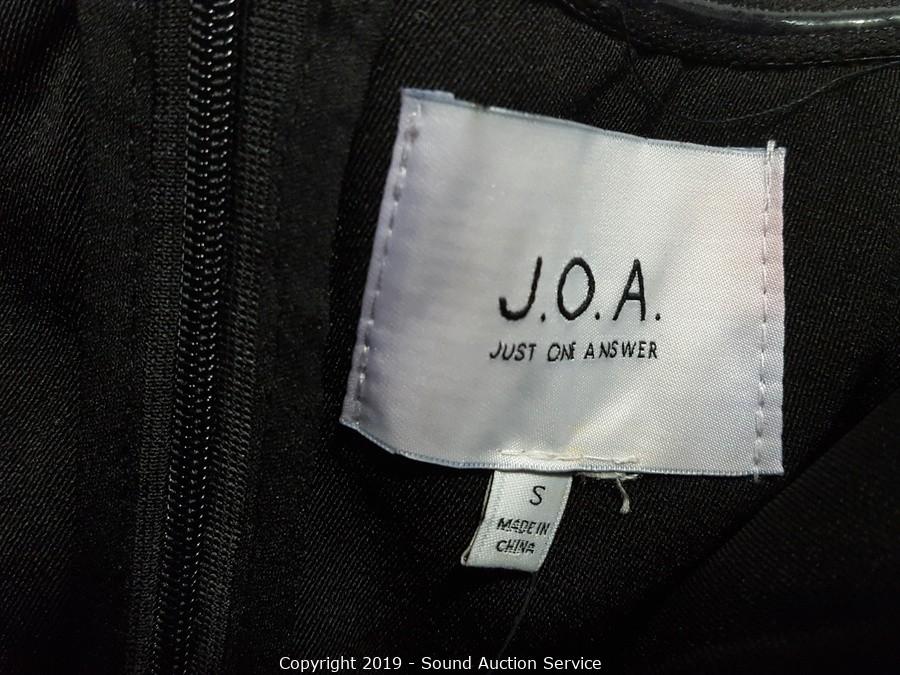 J.O.A.
JUST ONE ANSWER
S
MADE IN
CHINA
Copyright 2019 - Sound Auction Service